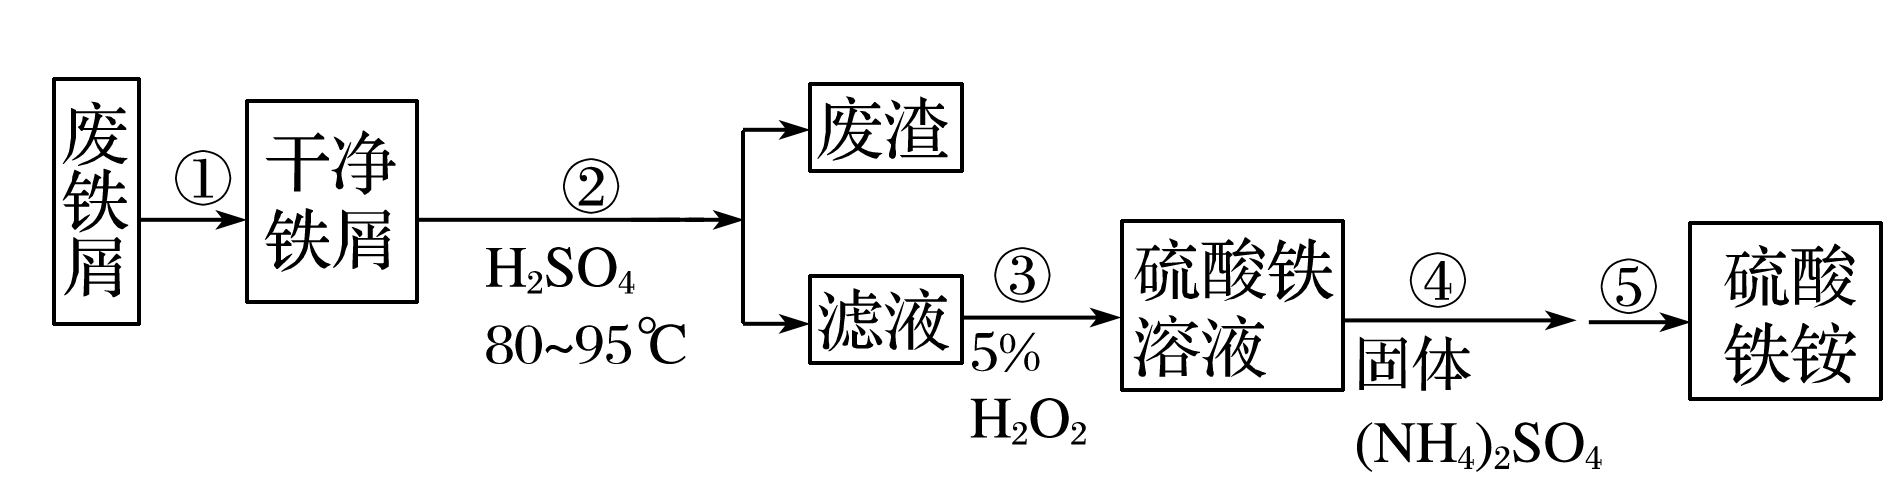 废铁屑
①
干净
铁屑
②
H₂SO₄
80~95℃
废渣
滤液
③
5%
H₂O₂
硫酸铁
溶液
④
固体
(NH₄)₂SO₄
⑤
硫酸
铁铵